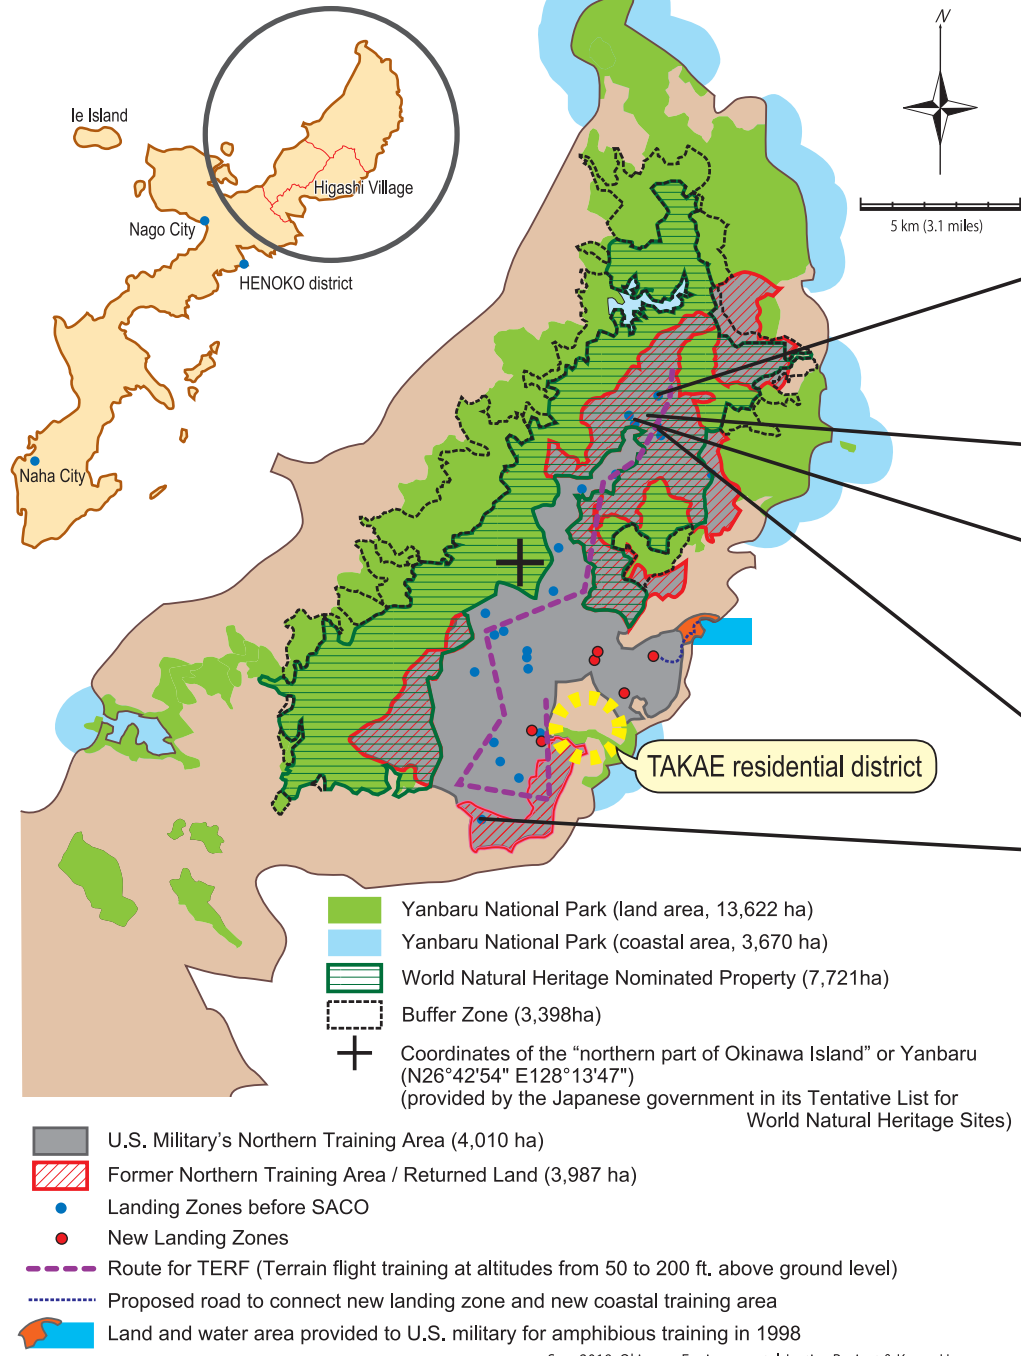 N
Ie Island
Higashi Village
Nago City
5 km (3.1 miles)
HENOKO district
Naha City
TAKAE residential district
Yanbaru National Park (land area, 13,622 ha)
Yanbaru National Park (coastal area, 3,670 ha)
World Natural Heritage Nominated Property (7,721ha)
Buffer Zone (3,398ha)
Coordinates of the “northern part of Okinawa Island” or Yanbaru
(N26°42'54" E128°13'47")
(provided by the Japanese government in its Tentative List for
World Natural Heritage Sites)
U.S. Military’s Northern Training Area (4,010 ha)
Former Northern Training Area / Returned Land (3,987 ha)
Landing Zones before SACO
New Landing Zones
Route for TERF (Terrain flight training at altitudes from 50 to 200 ft. above ground level)
Proposed road to connect new landing zone and new coastal training area
Land and water area provided to U.S. military for amphibious training in 1998